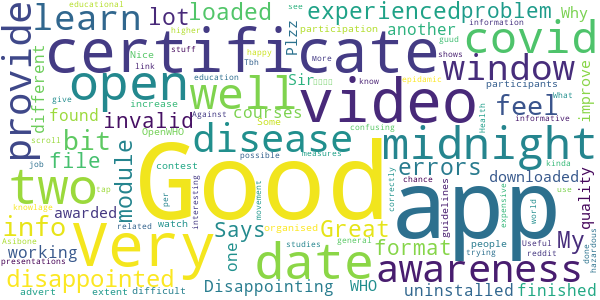 learn lot loaded experienced problem
certificate another Why covid
provide Nice stuff Plzz see information
different link Tbh happy More participation
educational higher
open well video window
found increase education Sir know feel improve
invalid OpenWHO courses participants What
scroll give Against shows informative
bit Some Health
file disease midnight
two module contest possible measures errors confusing kinda
job tap per epidemic downloaded
Good app
awarded watch interesting movement chance correctly use
info related organised Great guidelines My quality
knowlage very date format people expensive world done
working one Says awareness
Asibone studies general trying Useful hazardous
disappointed Disappointing WHO reddit
presentations
advert extent difficult uninstalled finished
guud